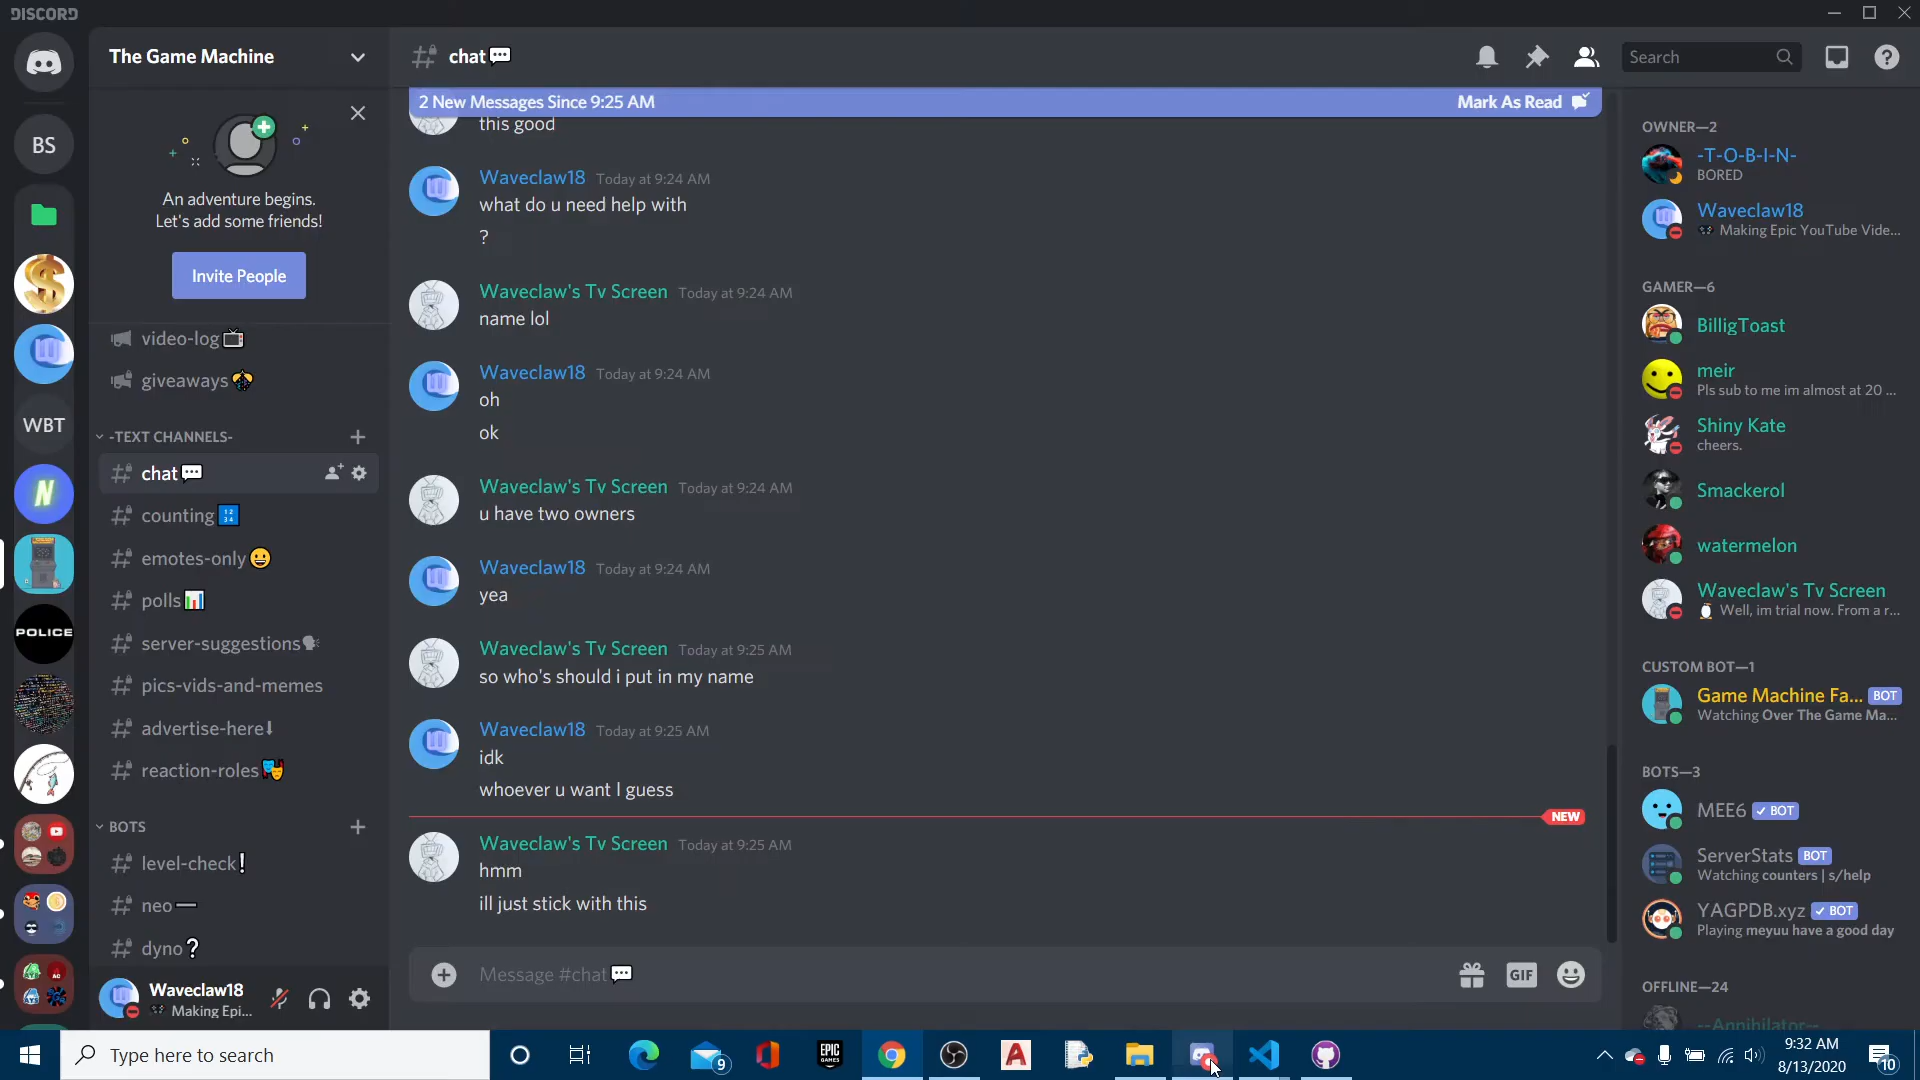 DISCORD
The Game Machine
chat
Search
BS
WBT
N
POLICE
An adventure begins.
Let's add some friends!
Invite People
video-log
giveaways
-TEXT CHANNELS-
chat
counting
emotes-only
polls
server-suggestions
pics-vids-and-memes
advertise-here
reaction-roles
BOTS
level-check
neo
dyno
Waveclaw18
Making Epi...
2 New Messages Since 9:25 AM
Mark As Read
this good
Waveclaw18 Today at 9:24 AM
what do u need help with
?
Waveclaw's Tv Screen Today at 9:24 AM
name lol
Waveclaw18 Today at 9:24 AM
oh
ok
Waveclaw's Tv Screen Today at 9:24 AM
u have two owners
Waveclaw18 Today at 9:24 AM
yea
Waveclaw's Tv Screen Today at 9:25 AM
so who's should i put in my name
Waveclaw18 Today at 9:25 AM
idk
whoever u want I guess
NEW
Waveclaw's Tv Screen Today at 9:25 AM
hmm
ill just stick with this
Message #chat
GIF
OWNER—2
-T-O-B-I-N-
BORED
Waveclaw18
Making Epic YouTube Vide...
GAMER—6
BilligToast
meir
Pls sub to me im almost at 20 ...
Shiny Kate
cheers.
Smackerol
watermelon
Waveclaw's Tv Screen
Well, im trial now. From a r...
CUSTOM BOT—1
Game Machine Fa... BOT
Watching Over The Game Ma...
BOTS—3
MEE6 BOT
ServerStats BOT
Watching counters | s/help
YAGPDB.xyz BOT
Playing meyuu have a good day
OFFLINE—24
--Annihilator--
Type here to search
9
EPIC
GAMES
9:32 AM
8/13/2020
10